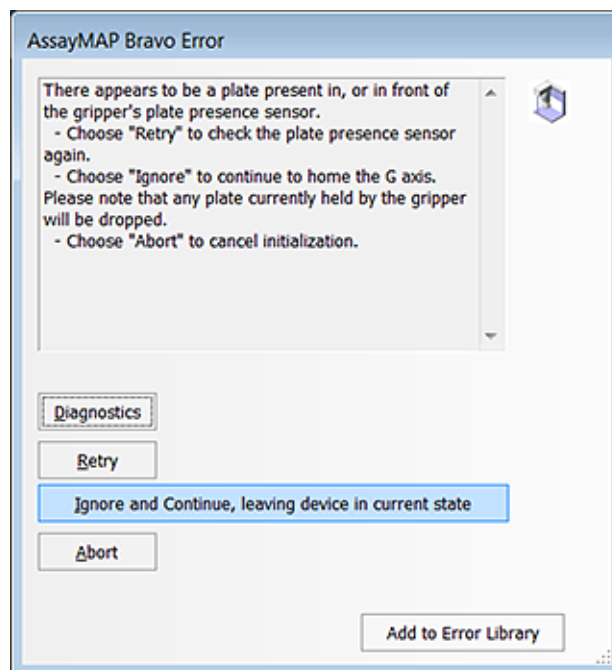 AssayMAP Bravo Error
There appears to be a plate present in, or in front of
the gripper's plate presence sensor.
- Choose "Retry" to check the plate presence sensor
again.
- Choose "Ignore" to continue to home the G axis.
Please note that any plate currently held by the gripper
will be dropped.
- Choose "Abort" to cancel initialization.
Diagnostics
Retry
Ignore and Continue, leaving device in current state
Abort
Add to Error Library